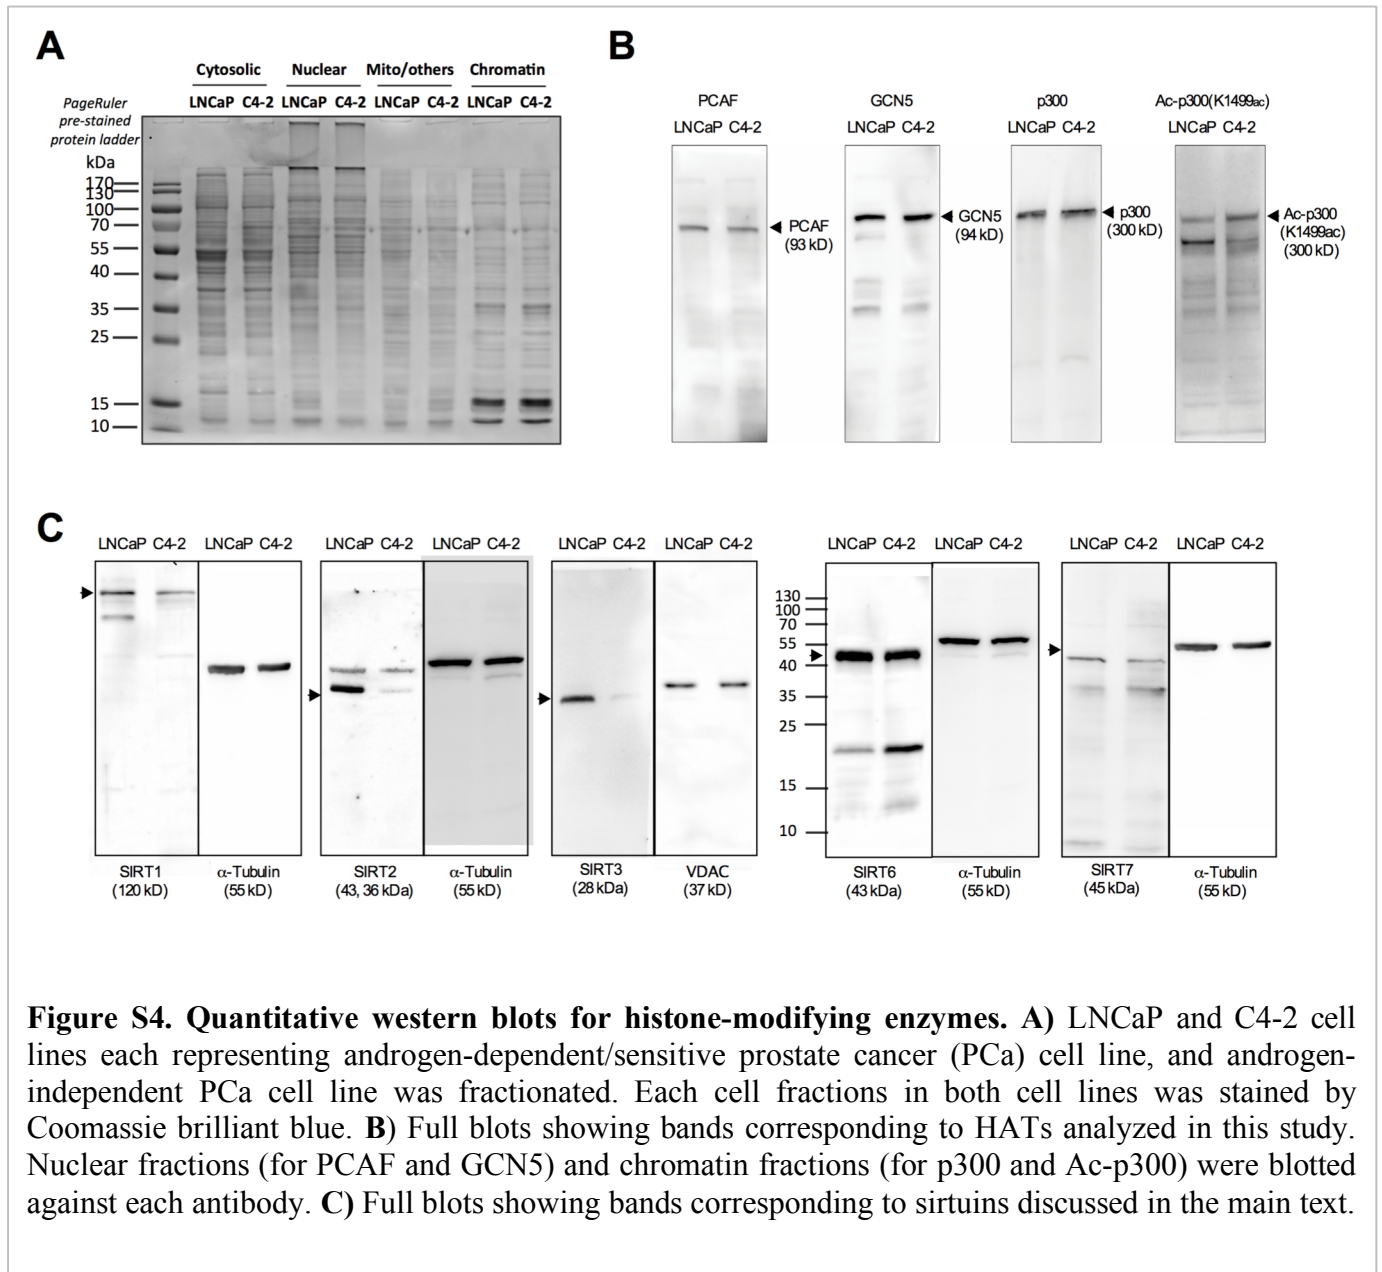 A
Cytosolic Nuclear Mito/others Chromatin
LNCaP C4-2 LNCaP C4-2 LNCaP C4-2 LNCaP C4-2
PageRuler
pre-stained
protein ladder
kDa
170
130
100
70
55
40
35
25
15
10
B
PCAF GCN5 p300 Ac-p300(K1499ac)
LNCaP C4-2 LNCaP C4-2 LNCaP C4-2 LNCaP C4-2
PCAF
(93 kD)
GCN5
(94 kD)
p300
(300 kD)
Ac-p300
(K1499ac)
(300 kD)
C
LNCaP C4-2 LNCaP C4-2 LNCaP C4-2 LNCaP C4-2 LNCaP C4-2 LNCaP C4-2 LNCaP C4-2 LNCaP C4-2 LNCaP C4-2 LNCaP C4-2
130
100
70
55
40
35
25
15
10
SIRT1 α-Tubulin SIRT2 α-Tubulin SIRT3 VDAC SIRT6 α-Tubulin SIRT7 α-Tubulin
(120 kD) (55 kD) (43, 36 kDa) (55 kD) (28 kDa) (37 kD) (43 kDa) (55 kD) (45 kDa) (55 kD)
Figure S4. Quantitative western blots for histone-modifying enzymes. A) LNCaP and C4-2 cell
lines each representing androgen-dependent/sensitive prostate cancer (PCa) cell line, and androgen-
independent PCa cell line was fractionated. Each cell fractions in both cell lines was stained by
Coomassie brilliant blue. B) Full blots showing bands corresponding to HATs analyzed in this study.
Nuclear fractions (for PCAF and GCN5) and chromatin fractions (for p300 and Ac-p300) were blotted
against each antibody. C) Full blots showing bands corresponding to sirtuins discussed in the main text.